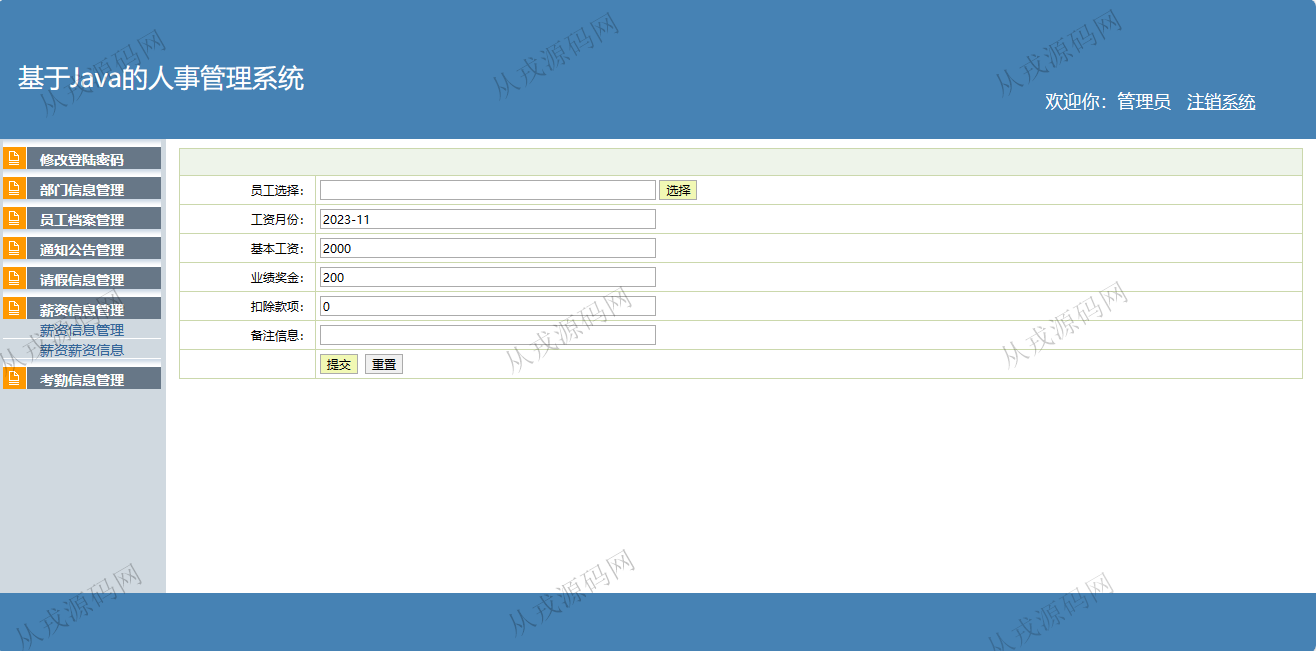 基于Java的人事管理系统
欢迎你：管理员 注销系统
修改登陆密码
部门信息管理
员工档案管理
通知公告管理
请假信息管理
薪资信息管理
薪资信息管理
薪资薪资信息
考勤信息管理
员工选择： 选择
工资月份： 2023-11
基本工资： 2000
业绩奖金： 200
扣除款项： 0
备注信息：
提交 重置
从戎源码网
从戎源码网
从戎源码网
从戎源码网
从戎源码网
从戎源码网
从戎源码网
从戎源码网
从戎源码网